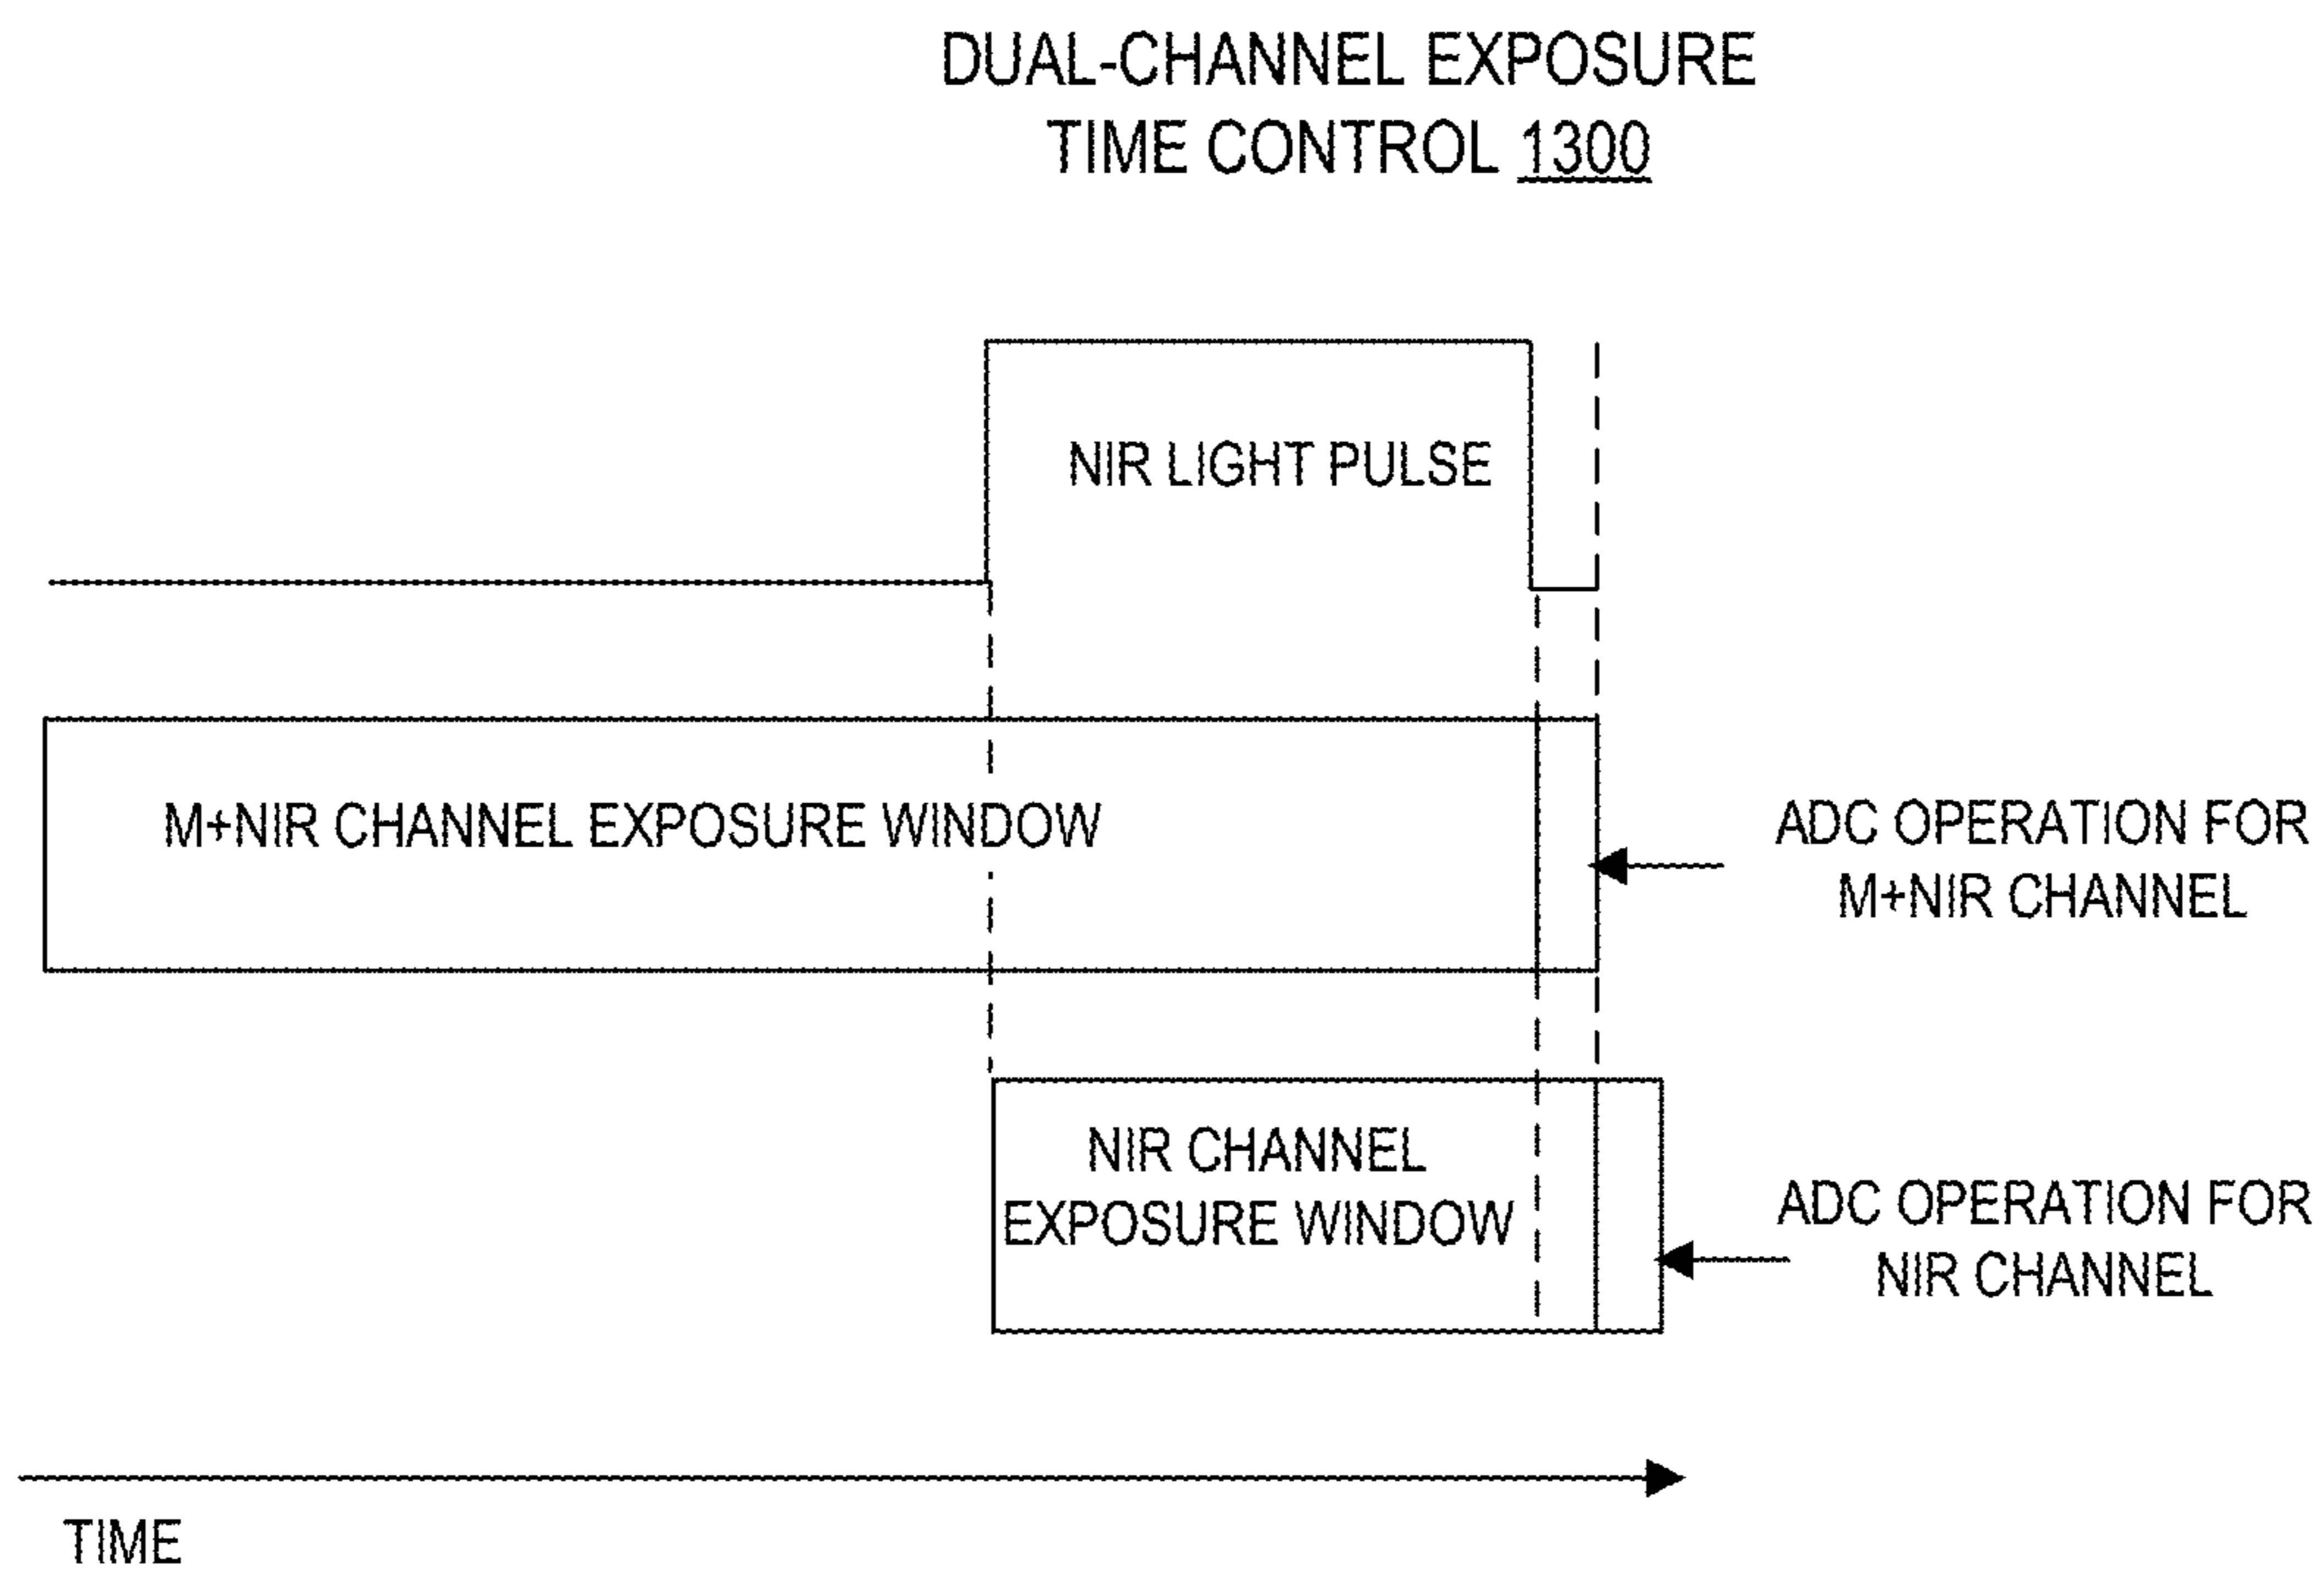 DUAL-CHANNEL EXPOSURE
TIME CONTROL 1300
NIR LIGHT PULSE
M+NIR CHANNEL EXPOSURE WINDOW
ADC OPERATION FOR
M+NIR CHANNEL
NIR CHANNEL
EXPOSURE WINDOW
ADC OPERATION FOR
NIR CHANNEL
TIME